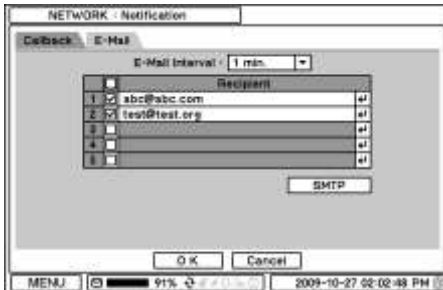 NETWORK : Notification
Callback E-Mail
E-Mail Interval : 1 min.
Recipient
1 abc@abc.com
2 test@test.org
3
4
5
SMTP
OK Cancel
MENU 91% 2009-10-27 02:02:48 PM